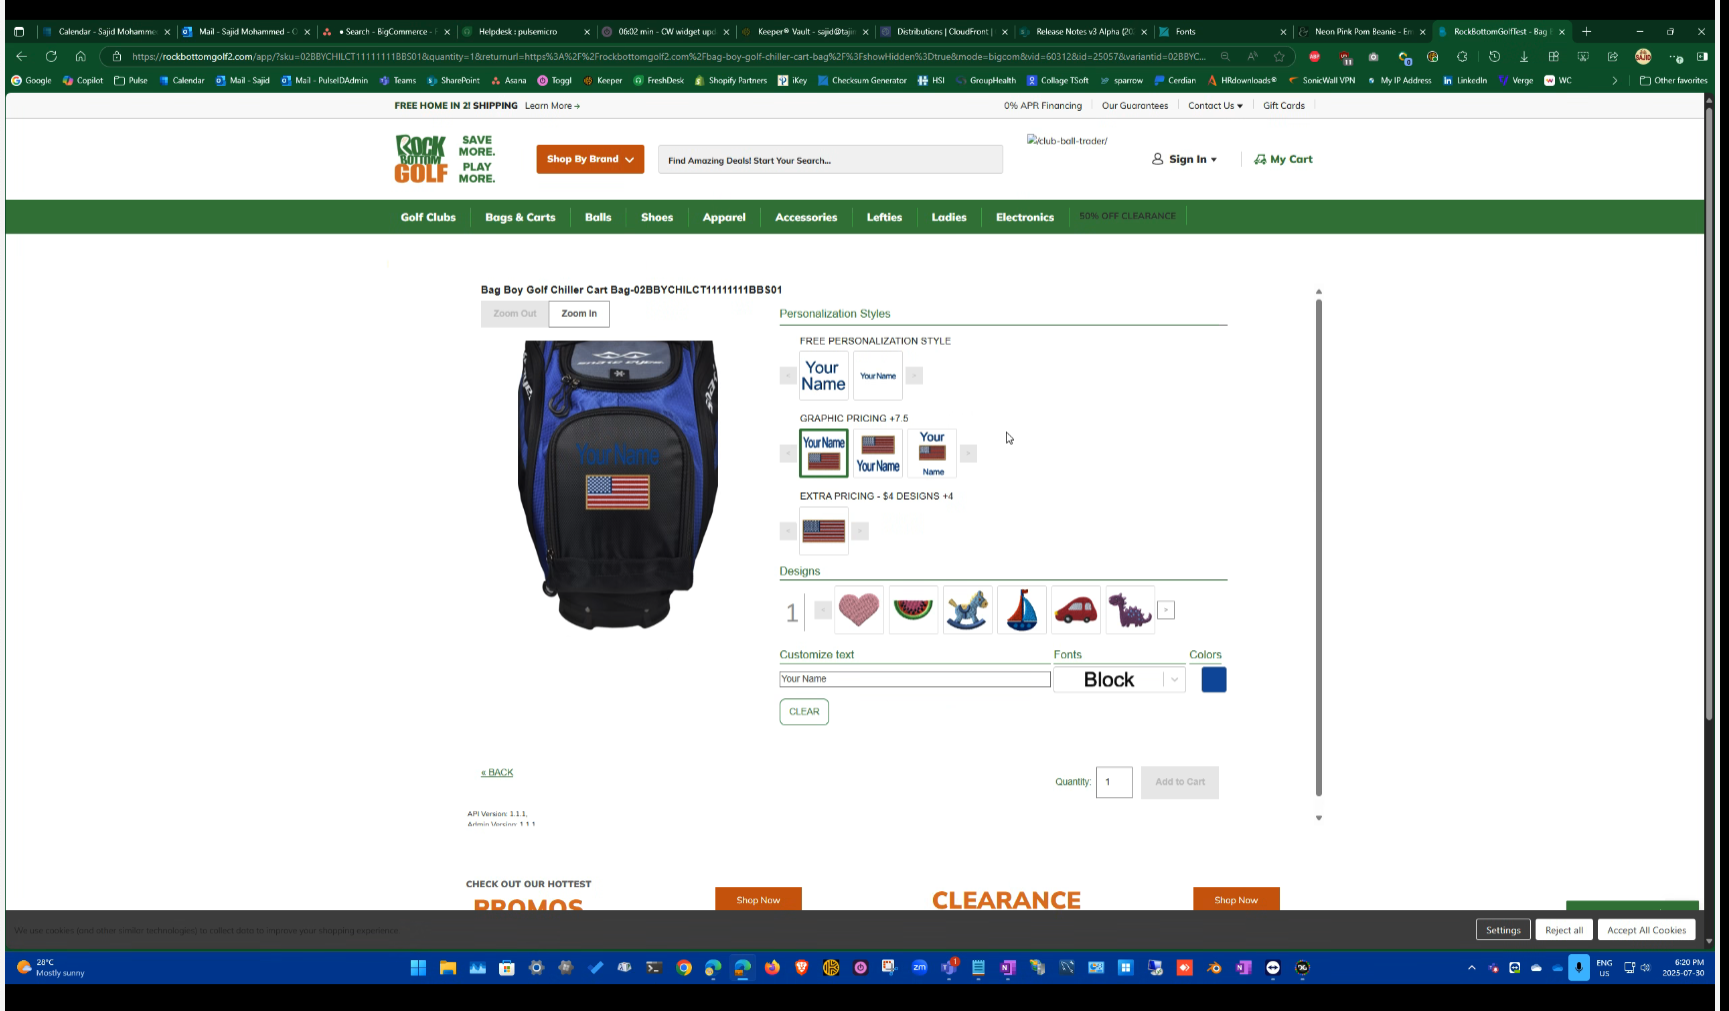 Calendar - Sajid Mohamme
Mail - Sajid Mohammed - O
Search - BigCommerce -
Helpdesk : pulsemicro
06:02 min - CW widget upd
Keeper® Vault - sajid@tajin
Distributions | CloudFront |
Release Notes v3 Alpha (20
Fonts
Neon Pink Pom Beanie - En
RockBottomGolfTest - Bag E
https://rockbottomgolf2.com/app/?sku=02BBYCHILCT11111111BBS01&quantity=1&returnurl=https%3A%2F%2Frockbottomgolf2.com%2Fbag-boy-golf-chiller-cart-bag%2F%3FshowHidden%3Dtrue&mode=bigcom&vid=60312&id=25057&variantid=02BBYC...
Google
Copilot
Pulse
Calendar
Mail - Sajid
Mail - PulseIDAdmin
Teams
SharePoint
Asana
Toggl
Keeper
FreshDesk
Shopify Partners
iKey
Checksum Generator
HSI
GroupHealth
Collage TSoft
sparrow
Cerdian
HRdownloads®
SonicWall VPN
My IP Address
LinkedIn
Verge
WC
Other favorites
FREE HOME IN 2! SHIPPING Learn More →
0% APR Financing
Our Guarantees
Contact Us ▾
Gift Cards
ROCK
BOTTOM
GOLF
SAVE
MORE.
PLAY
MORE.
Shop By Brand
Find Amazing Deals! Start Your Search...
/club-ball-trader/
Sign In ▾
My Cart
Golf Clubs
Bags & Carts
Balls
Shoes
Apparel
Accessories
Lefties
Ladies
Electronics
50% OFF CLEARANCE
Bag Boy Golf Chiller Cart Bag-02BBYCHILCT11111111BBS01
Zoom Out
Zoom In
Your Name
Personalization Styles
FREE PERSONALIZATION STYLE
Your
Name
Your Name
GRAPHIC PRICING +7.5
Your Name
Your Name
Your
Name
EXTRA PRICING - $4 DESIGNS +4
Designs
1
Customize text
Fonts
Colors
Your Name
Block
CLEAR
« BACK
Quantity:
1
Add to Cart
API Version: 1.1.1,
Admin Version: 1.1.1
CHECK OUT OUR HOTTEST
PROMOS
Shop Now
CLEARANCE
Shop Now
We use cookies (and other similar technologies) to collect data to improve your shopping experience.
Settings
Reject all
Accept All Cookies
28°C
Mostly sunny
ENG
US
6:20 PM
2025-07-30